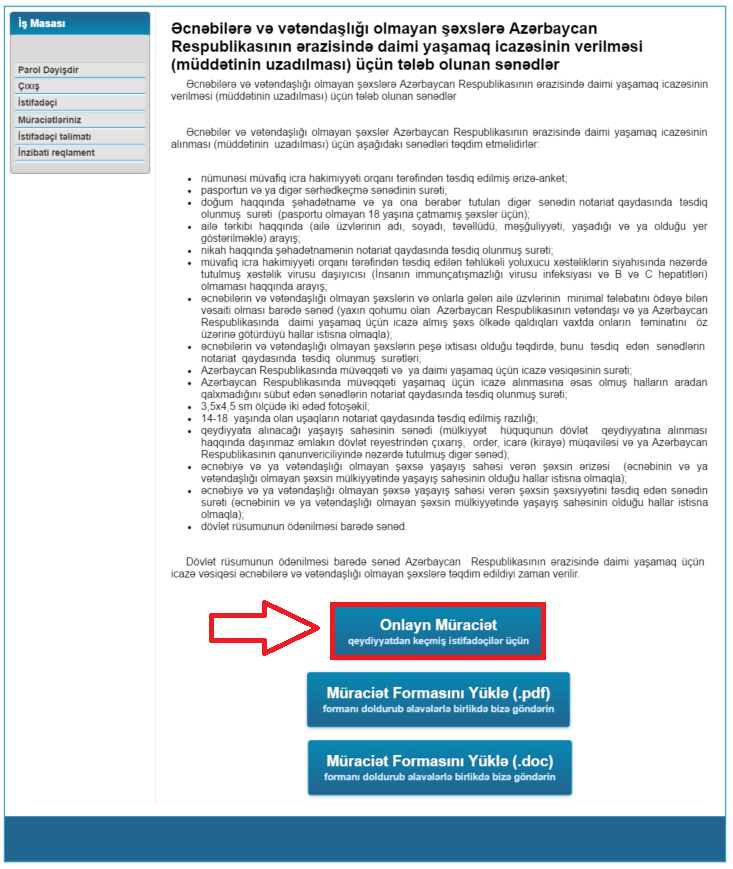 İş Masası
Parol Dəyişdir
Çıxış
İstifadəçi
Müraciətləriniz
İstifadəçi təlimatı
İnzibati reqlament
Əcnəbilərə və vətəndaşlığı olmayan şəxslərə Azərbaycan
Respublikasının ərazisində daimi yaşamaq icazəsinin verilməsi
(müddətinin uzadılması) üçün tələb olunan sənədlər
Əcnəbilərə və vətəndaşlığı olmayan şəxslərə Azərbaycan Respublikasının ərazisində daimi yaşamaq icazəsinin
verilməsi (müddətinin uzadılması) üçün tələb olunan sənədlər
Əcnəbilər və vətəndaşlığı olmayan şəxslər Azərbaycan Respublikasının ərazisində daimi yaşamaq icazəsinin
alınması (müddətinin uzadılması) üçün aşağıdakı sənədləri təqdim etməlidirlər:
• nümunəsi müvafiq icra hakimiyyəti orqanı tərəfindən təsdiq edilmiş ərizə-anket;
• pasportun və ya digər sərhədkeçmə sənədinin surəti;
• doğum haqqında şəhadətnamə və ya ona bərabər tutulan digər sənədin notariat qaydasında təsdiq
olunmuş surəti (pasportu olmayan 18 yaşına çatmamış şəxslər üçün);
• ailə tərkibi haqqında (ailə üzvlərinin adı, soyadı, təvəllüdü, məşğuliyyəti, yaşadığı və ya olduğu yer
göstərilməklə) arayış;
• nikah haqqında şəhadətnamənin notariat qaydasında təsdiq olunmuş surəti;
• müvafiq icra hakimiyyəti orqanı tərəfindən təsdiq edilən təhlükəli yoluxucu xəstəliklərin siyahısında nəzərdə
tutulmuş xəstəlik virusu daşıyıcısı (İnsanın immunçatışmazlığı virusu infeksiyası və B və C hepatitləri)
olmaması haqqında arayış;
• əcnəbilərin və vətəndaşlığı olmayan şəxslərin və onlarla gələn ailə üzvlərinin minimal tələbatını ödəyə bilən
vəsaiti olması barədə sənəd (yaxın qohumu olan Azərbaycan Respublikasının vətəndaşı və ya Azərbaycan
Respublikasında daimi yaşamaq üçün icazə almış şəxs ölkədə qaldıqları vaxtda onların təminatını öz
üzərinə götürdüyü hallar istisna olmaqla);
• əcnəbilərin və vətəndaşlığı olmayan şəxslərin peşə ixtisası olduğu təqdirdə, bunu təsdiq edən sənədlərin
notariat qaydasında təsdiq olunmuş surətləri;
• Azərbaycan Respublikasında müvəqqəti və ya daimi yaşamaq üçün icazə vəsiqəsinin surəti;
• Azərbaycan Respublikasında müvəqqəti yaşamaq üçün icazə alınmasına əsas olmuş halların aradan
qalxmadığını sübut edən sənədlərin notariat qaydasında təsdiq olunmuş surəti;
• 3,5x4,5 sm ölçüdə iki ədəd fotoşəkil;
• 14-18 yaşında olan uşaqların notariat qaydasında təsdiq edilmiş razılığı;
• qeydiyyata alınacağı yaşayış sahəsinin sənədi (mülkiyyət hüququnun dövlət qeydiyyatına alınması
haqqında daşınmaz əmlakın dövlət reyestrindən çıxarış, order, icarə (kirayə) müqaviləsi və ya Azərbaycan
Respublikasının qanunvericiliyində nəzərdə tutulmuş digər sənəd);
• əcnəbiyə və ya vətəndaşlığı olmayan şəxsə yaşayış sahəsi verən şəxsin ərizəsi (əcnəbinin və ya
vətəndaşlığı olmayan şəxsin mülkiyyətində yaşayış sahəsinin olduğu hallar istisna olmaqla);
• əcnəbiyə və ya vətəndaşlığı olmayan şəxsə yaşayış sahəsi verən şəxsin şəxsiyyətini təsdiq edən sənədin
surəti (əcnəbinin və ya vətəndaşlığı olmayan şəxsin mülkiyyətində yaşayış sahəsinin olduğu hallar istisna
olmaqla);
• dövlət rüsumunun ödənilməsi barədə sənəd.
Dövlət rüsumunun ödənilməsi barədə sənəd Azərbaycan Respublikasının ərazisində daimi yaşamaq üçün
icazə vəsiqəsi əcnəbilərə və vətəndaşlığı olmayan şəxslərə təqdim edildiyi zaman verilir.
Onlayn Müraciət
qeydiyyatdan keçmiş istifadəçilər üçün
Müraciət Formasını Yüklə (.pdf)
formanı doldurub əlavələrlə birlikdə bizə göndərin
Müraciət Formasını Yüklə (.doc)
formanı doldurub əlavələrlə birlikdə bizə göndərin